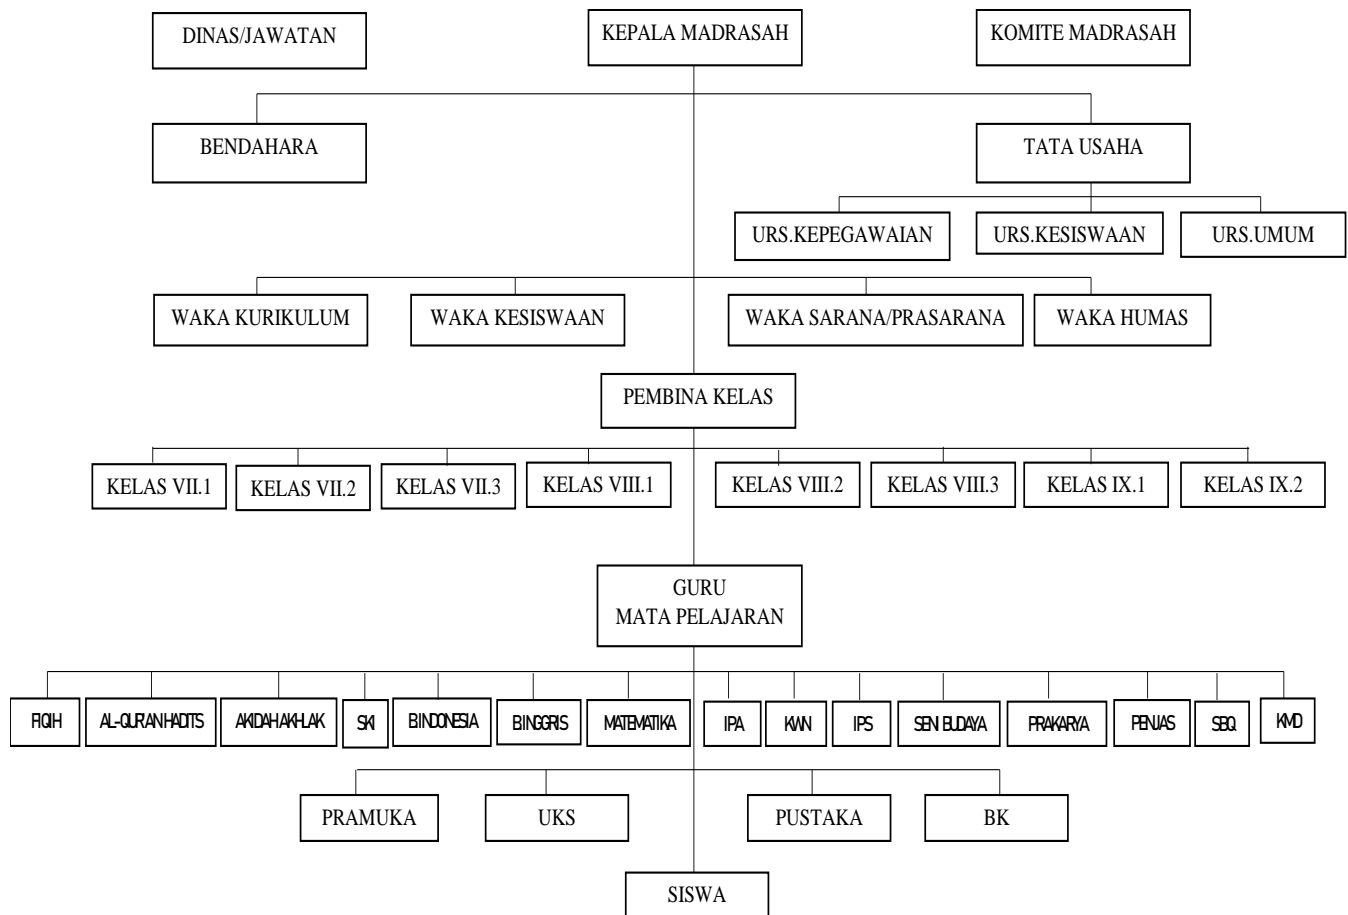 DINAS/JAWATAN
KEPALA MADRASAH
KOMITE MADRASAH
BENDAHARA
TATA USAHA
URS.KEPEGAWAIAN
URS.KESISWAAN
URS.UMUM
WAKA KURIKULUM
WAKA KESISWAAN
WAKA SARANA/PRASARANA
WAKA HUMAS
PEMBINA KELAS
KELAS VII.1
KELAS VII.2
KELAS VII.3
KELAS VIII.1
KELAS VIII.2
KELAS VIII.3
KELAS IX.1
KELAS IX.2
GURU
MATA PELAJARAN
FIQIH
AL-QURAN HADITS
AKIDAH AKHLAK
SKI
B.INDONESIA
B.INGGRIS
MATEMATIKA
IPA
KWN
IPS
SENI BUDAYA
PRAKARYA
PENJAS
SBQ
KMD
PRAMUKA
UKS
PUSTAKA
BK
SISWA